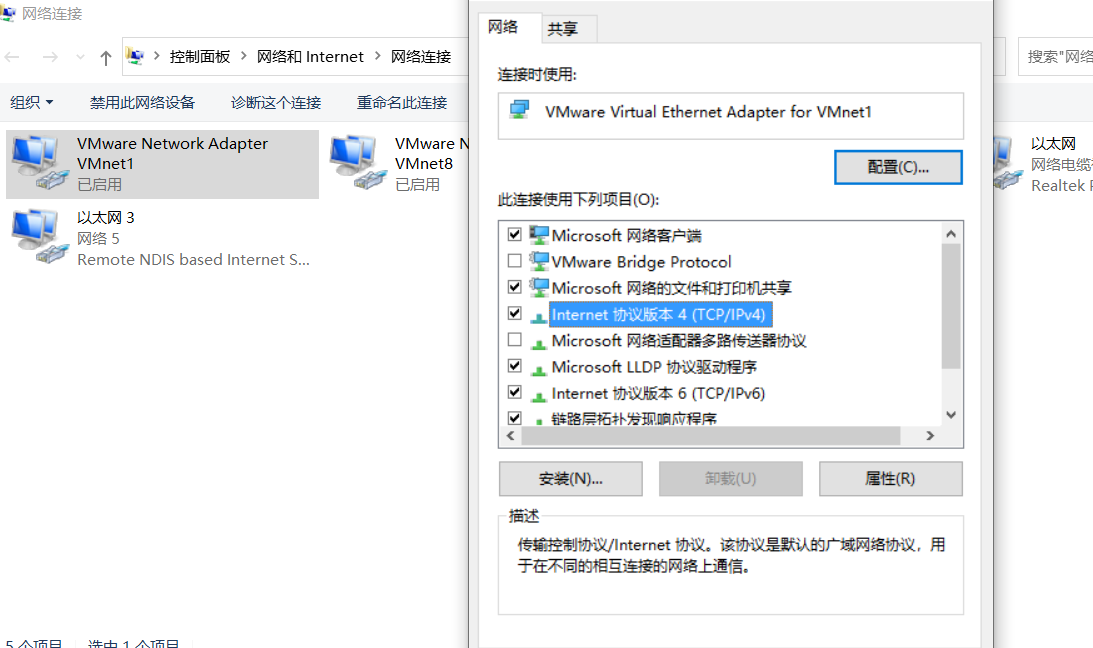 网络连接
控制面板 > 网络和 Internet > 网络连接
搜索"网络
组织
禁用此网络设备
诊断这个连接
重命名此连接
VMware Network Adapter
VMnet1
已启用
VMware N
VMnet8
已启用
以太网
网络电缆
Realtek P
以太网 3
网络 5
Remote NDIS based Internet S...
网络
共享
连接时使用:
VMware Virtual Ethernet Adapter for VMnet1
配置(C)...
此连接使用下列项目(O):
Microsoft 网络客户端
VMware Bridge Protocol
Microsoft 网络的文件和打印机共享
Internet 协议版本 4 (TCP/IPv4)
Microsoft 网络适配器多路传送器协议
Microsoft LLDP 协议驱动程序
Internet 协议版本 6 (TCP/IPv6)
链路层拓扑发现响应程序
安装(N)...
卸载(U)
属性(R)
描述
传输控制协议/Internet 协议。该协议是默认的广域网络协议，用
于在不同的相互连接的网络上通信。
5 个项目
选中 1 个项目